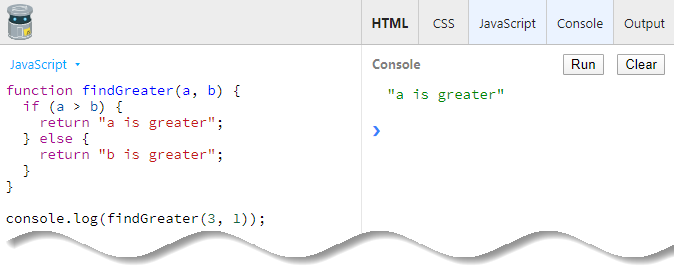 HTML CSS JavaScript Console Output
JavaScript
function findGreater(a, b) {
  if (a > b) {
    return "a is greater";
  } else {
    return "b is greater";
  }
}
console.log(findGreater(3, 1));
Console Run Clear
"a is greater"
❯